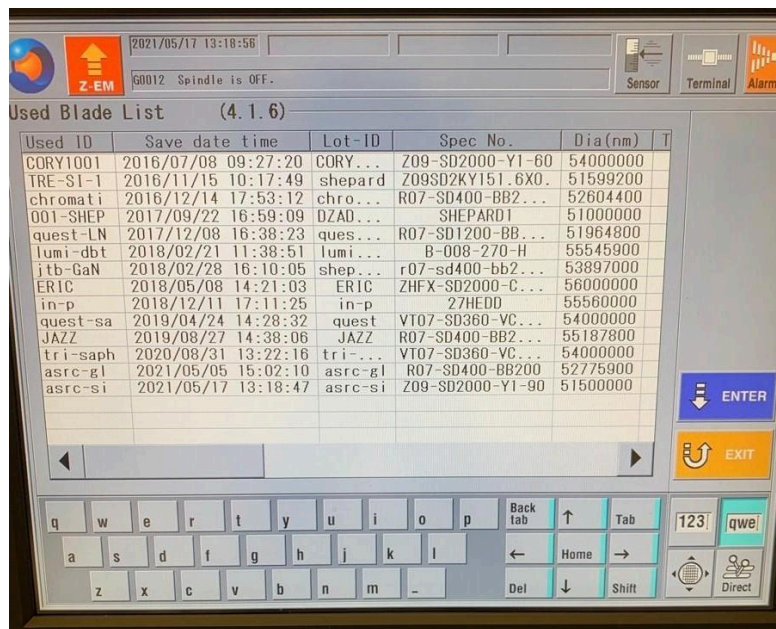 2021/05/17 13:18:56
Z-EM
G0012 Spindle is OFF.
Sensor
Terminal
Alarm
Used Blade List (4.1.6)
Used ID Save date time Lot-ID Spec No. Dia(nm) T
CORY1001 2016/07/08 09:27:20 CORY... Z09-SD2000-Y1-60 54000000
TRE-SI-1 2016/11/15 10:17:49 shepard Z09SD2KY151.6X0. 51599200
chromati 2016/12/14 17:53:12 chro... R07-SD400-BB2... 52604400
001-SHEP 2017/09/22 16:59:09 DZAD... SHEPARD1 51000000
quest-LN 2017/12/08 16:38:23 ques... R07-SD1200-BB... 51964800
lumi-dbt 2018/02/21 11:38:51 lumi... B-008-270-H 55545900
jtb-GaN 2018/02/28 16:10:05 shep... r07-sd400-bb2... 53897000
ERIC 2018/05/08 14:21:03 ERIC ZHFX-SD2000-C... 56000000
in-p 2018/12/11 17:11:25 in-p 27HEDD 55560000
quest-sa 2019/04/24 14:28:32 quest VT07-SD360-VC... 54000000
JAZZ 2019/08/27 14:38:06 JAZZ R07-SD400-BB2... 55187800
tri-saph 2020/08/31 13:22:16 tri-... VT07-SD360-VC... 54000000
asrc-gl 2021/05/05 15:02:10 asrc-gl R07-SD400-BB200 52775900
asrc-si 2021/05/17 13:18:47 asrc-si Z09-SD2000-Y1-90 51500000
ENTER
EXIT
q w e r t y u i o p Back tab ↑ Tab 123 qwe
a s d f g h j k l ← Home →
z x c v b n m - Del ↓ Shift Direct